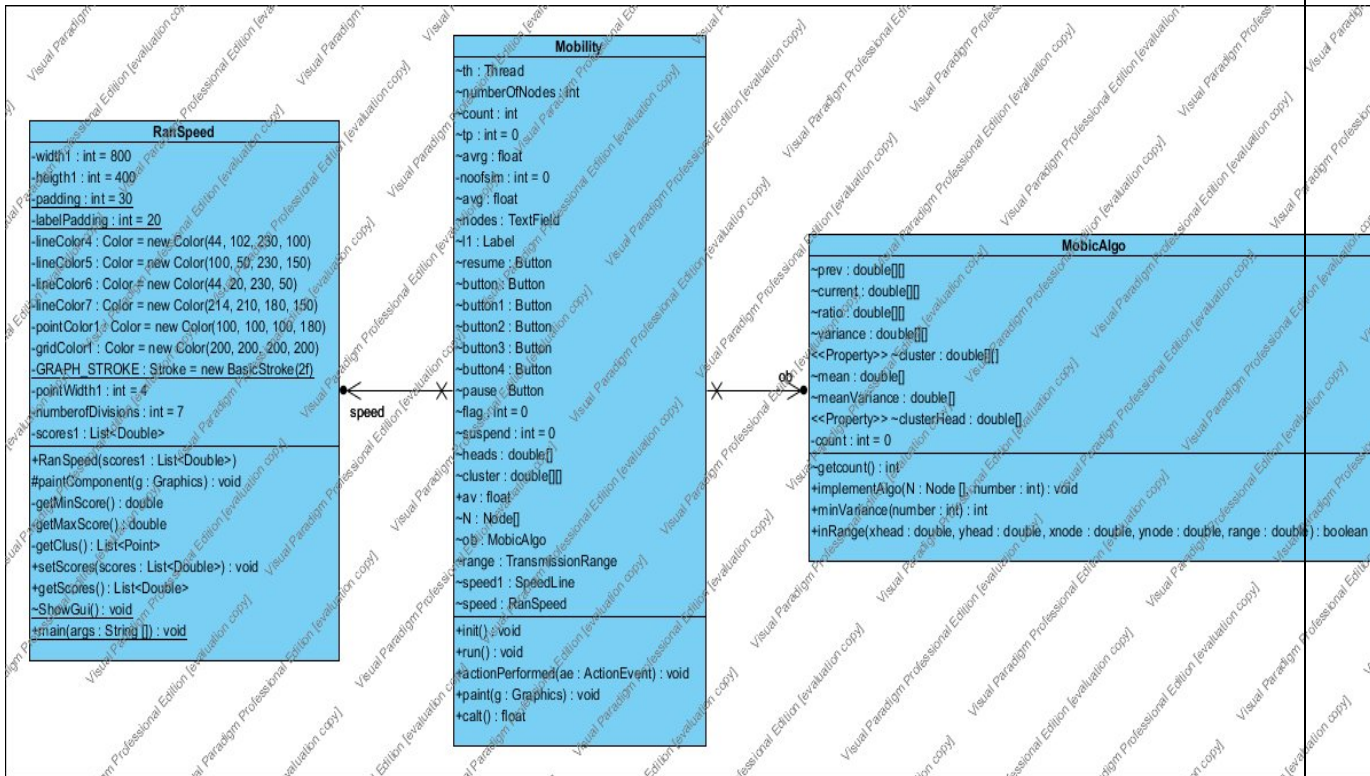 RanSpeed
-width1 : int = 800
-heigth1 : int = 400
-padding : int = 30
-labelPadding : int = 20
-lineColor4 : Color = new Color(44, 102, 230, 100)
-lineColor5 : Color = new Color(100, 50, 230, 150)
-lineColor6 : Color = new Color(44, 20, 230, 50)
-lineColor7 : Color = new Color(214, 210, 180, 150)
-pointColor1 : Color = new Color(100, 100, 100, 180)
-gridColor1 : Color = new Color(200, 200, 200, 200)
-GRAPH_STROKE : Stroke = new BasicStroke(2f)
-pointWidth1 : int = 4
-numberofDivisions : int = 7
-scores1 : List<Double>
+RanSpeed(scores1 : List<Double>)
#paintComponent(g : Graphics) : void
-getMinScore() : double
-getMaxScore() : double
-getClus() : List<Point>
+setScores(scores : List<Double>) : void
+getScores() : List<Double>
~ShowGui() : void
+main(args : String []) : void
speed
Mobility
~th : Thread
~numberOfNodes : int
~count : int
~tp : int = 0
~avrg : float
-noofsim : int = 0
~avg : float
~nodes : TextField
~l1 : Label
~resume : Button
~button : Button
~button1 : Button
~button2 : Button
~button3 : Button
~button4 : Button
~pause : Button
~flag : int = 0
~suspend : int = 0
~heads : double[]
~cluster : double[][]
+av : float
~N : Node[]
~ob : MobicAlgo
~range : TransmissionRange
~speed1 : SpeedLine
~speed : RanSpeed
+init() : void
+run() : void
+actionPerformed(ae : ActionEvent) : void
+paint(g : Graphics) : void
+calt() : float
ob
MobicAlgo
~prev : double[][]
~current : double[][]
~ratio : double[][]
~variance : double[][]
<<Property>> ~cluster : double[][]
~mean : double[]
~meanVariance : double[]
<<Property>> ~clusterHead : double[]
-count : int = 0
~getcount() : int
+implementAlgo(N : Node [], number : int) : void
+minVariance(number : int) : int
+inRange(xhead : double, yhead : double, xnode : double, ynode : double, range : double) : boolean
Visual Paradigm Professional Edition [evaluation copy]